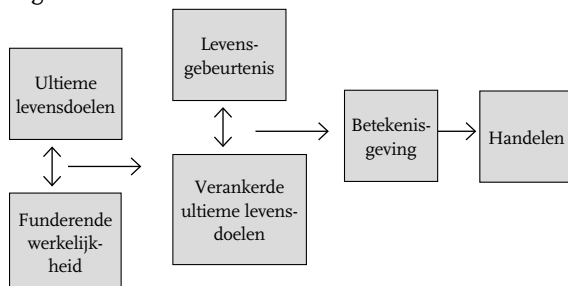 Ultieme
levensdoelen
Funderende
werkelijk-
heid
Levens-
gebeurtenis
Verankerde
ultieme levens-
doelen
Betekenis-
geving
Handelen